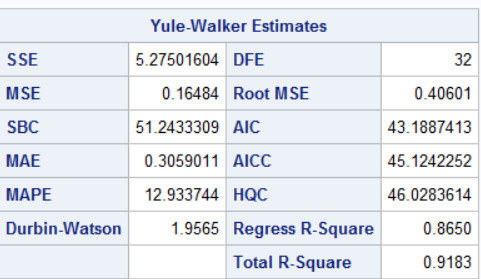 Yule-Walker Estimates
SSE 5.27501604 DFE 32
MSE 0.16484 Root MSE 0.40601
SBC 51.2433309 AIC 43.1887413
MAE 0.3059011 AICC 45.1242252
MAPE 12.933744 HQC 46.0283614
Durbin-Watson 1.9565 Regress R-Square 0.8650
Total R-Square 0.9183